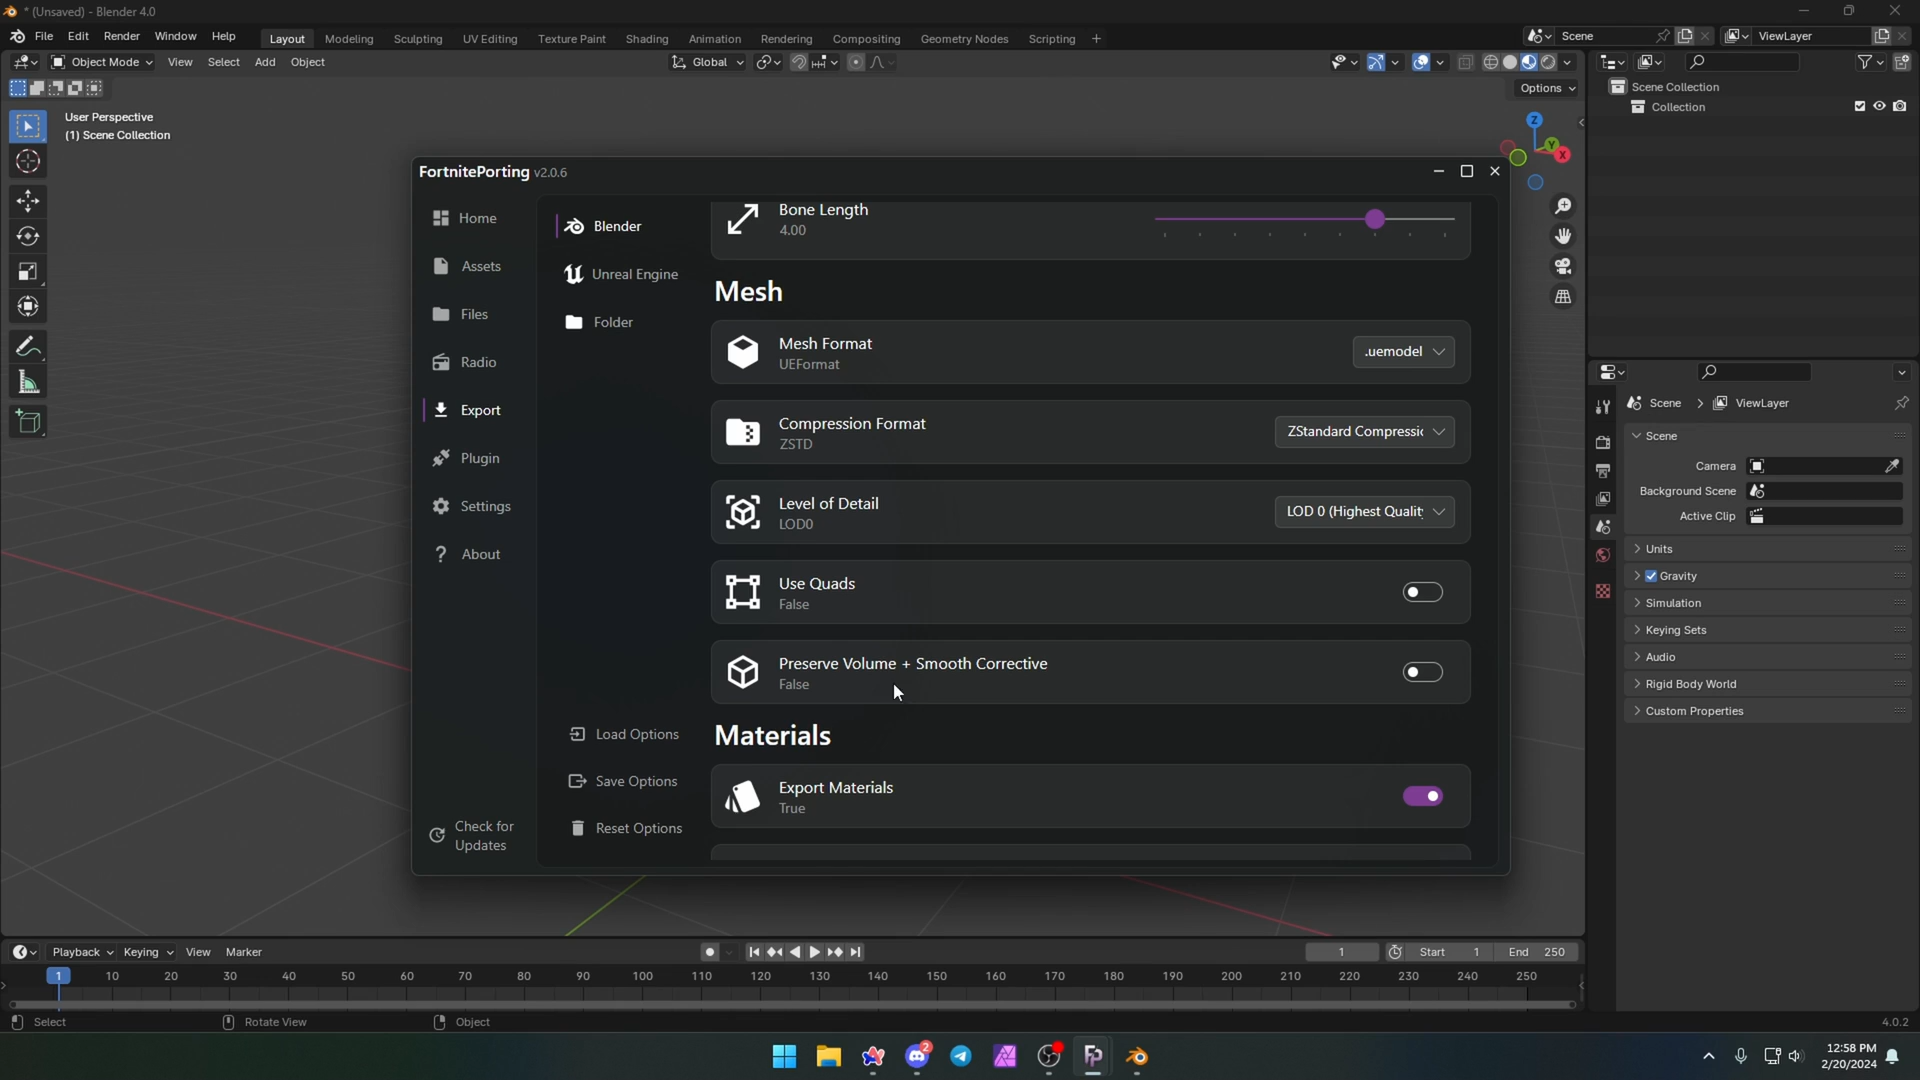 * (Unsaved) - Blender 4.0
File Edit Render Window Help Layout Modeling Sculpting UV Editing Texture Paint Shading Animation Rendering Compositing Geometry Nodes Scripting + Scene ViewLayer
Object Mode View Select Add Object Global
Options
User Perspective
(1) Scene Collection
Scene Collection
Collection
Z
Y
X
FortnitePorting v2.0.6
Home
Assets
Files
Radio
Export
Plugin
Settings
About
Check for
Updates
Blender
Unreal Engine
Folder
Load Options
Save Options
Reset Options
Bone Length
4.00
Mesh
Mesh Format
UEFormat
.uemodel
Compression Format
ZSTD
ZStandard Compressic
Level of Detail
LOD0
LOD 0 (Highest Quality
Use Quads
False
Preserve Volume + Smooth Corrective
False
Materials
Export Materials
True
Scene ViewLayer
Scene
Camera
Background Scene
Active Clip
Units
Gravity
Simulation
Keying Sets
Audio
Rigid Body World
Custom Properties
Playback Keying View Marker 1 Start 1 End 250
1 10 20 30 40 50 60 70 80 90 100 110 120 130 140 150 160 170 180 190 200 210 220 230 240 250
Select Rotate View Object 4.0.2
2
FP
12:58 PM
2/20/2024